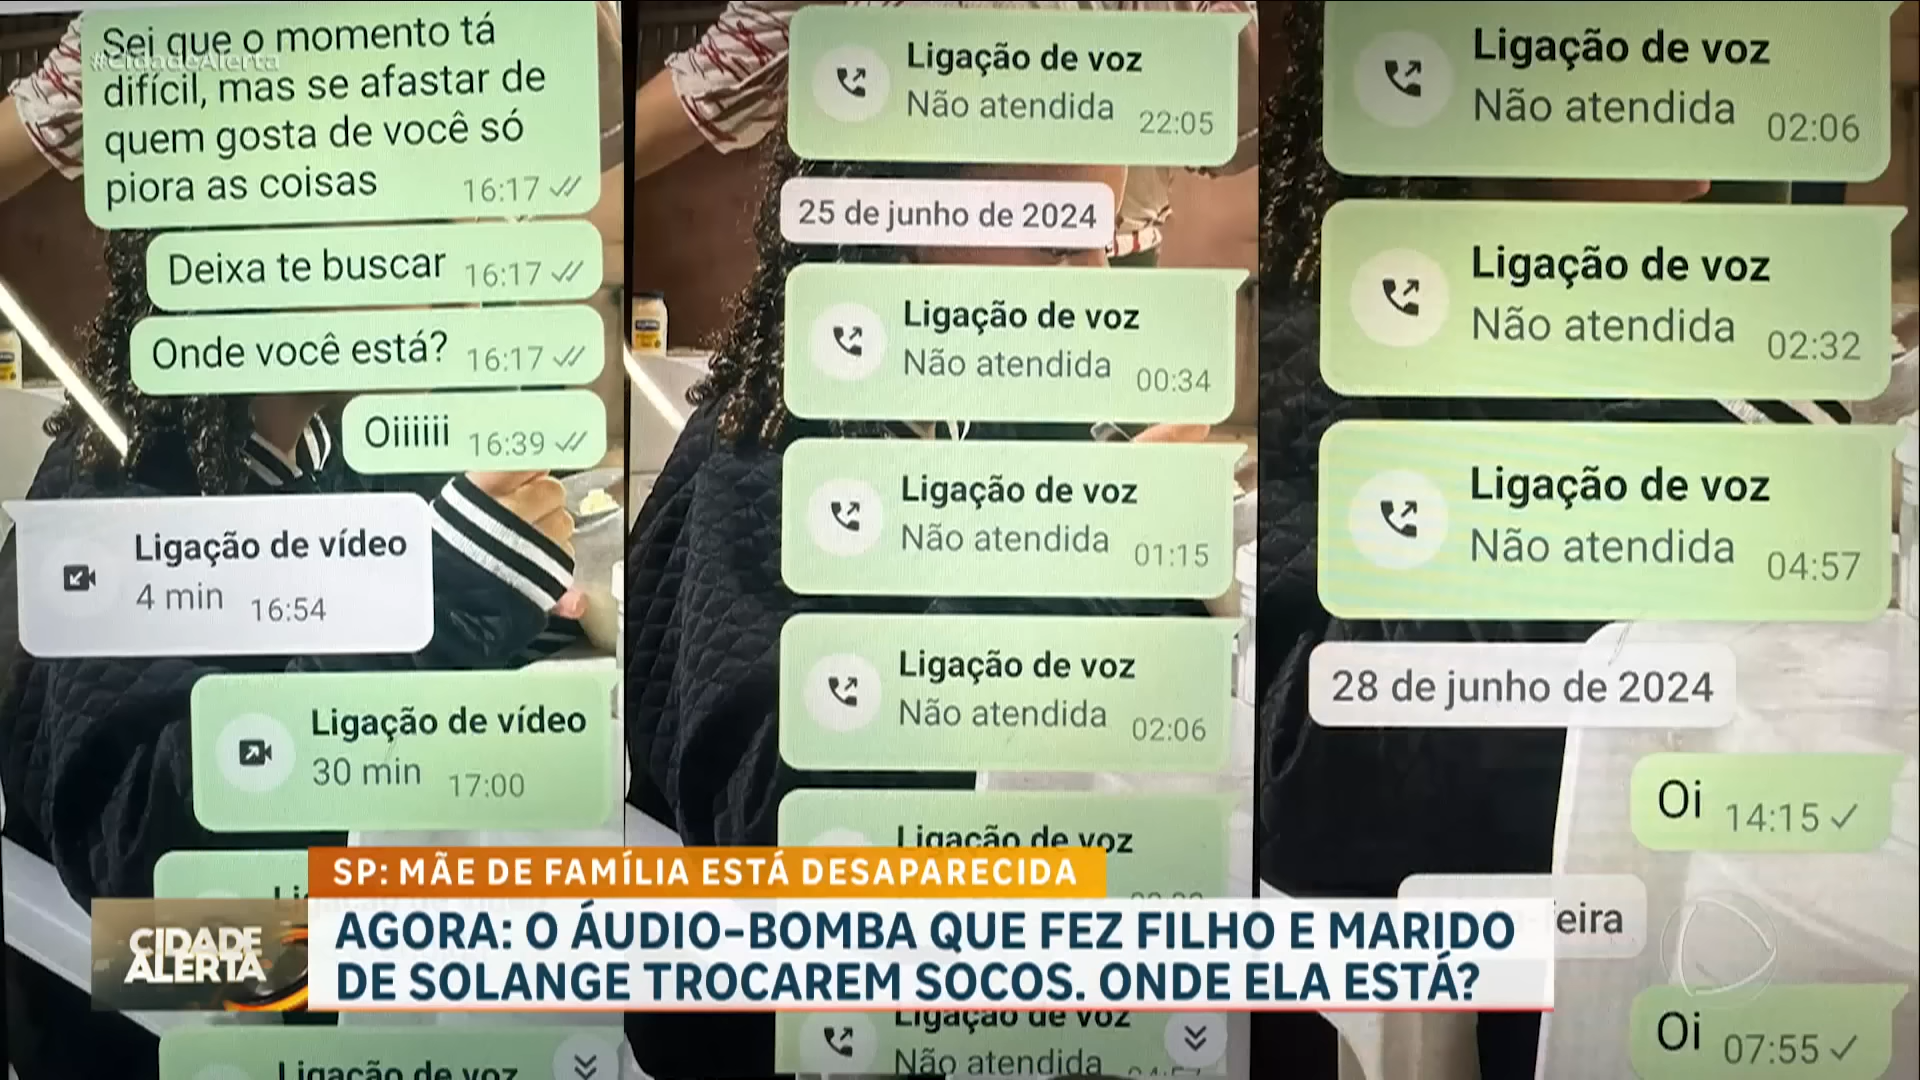 #CidadeAlerta
Sei que o momento tá
difícil, mas se afastar de
quem gosta de você só
piora as coisas 16:17
Deixa te buscar 16:17
Onde você está? 16:17
Oiiiiii 16:39
Ligação de vídeo
4 min 16:54
Ligação de vídeo
30 min 17:00
Ligação de voz
Ligação de voz
Não atendida 22:05
25 de junho de 2024
Ligação de voz
Não atendida 00:34
Ligação de voz
Não atendida 01:15
Ligação de voz
Não atendida 02:06
Ligação de voz
Ligação de voz
Não atendida
Ligação de voz
Não atendida 02:06
Ligação de voz
Não atendida 02:32
Ligação de voz
Não atendida 04:57
28 de junho de 2024
Oi 14:15
Oi 07:55
SP: MÃE DE FAMÍLIA ESTÁ DESAPARECIDA
CIDADE
ALERTA
AGORA: O ÁUDIO-BOMBA QUE FEZ FILHO E MARIDO
DE SOLANGE TROCAREM SOCOS. ONDE ELA ESTÁ?